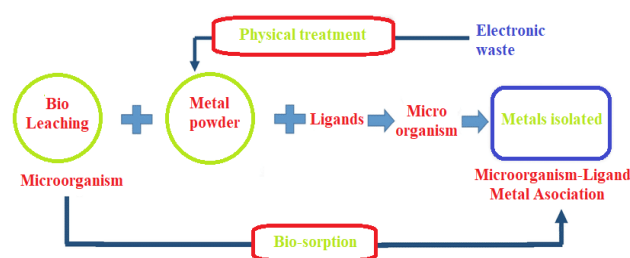 Physical treatment
Electronic
waste
Bio
Leaching
Metal
powder
Ligands
Micro
organism
Metals isolated
Microorganism
Microorganism-Ligand
Metal Asociation
Bio-sorption